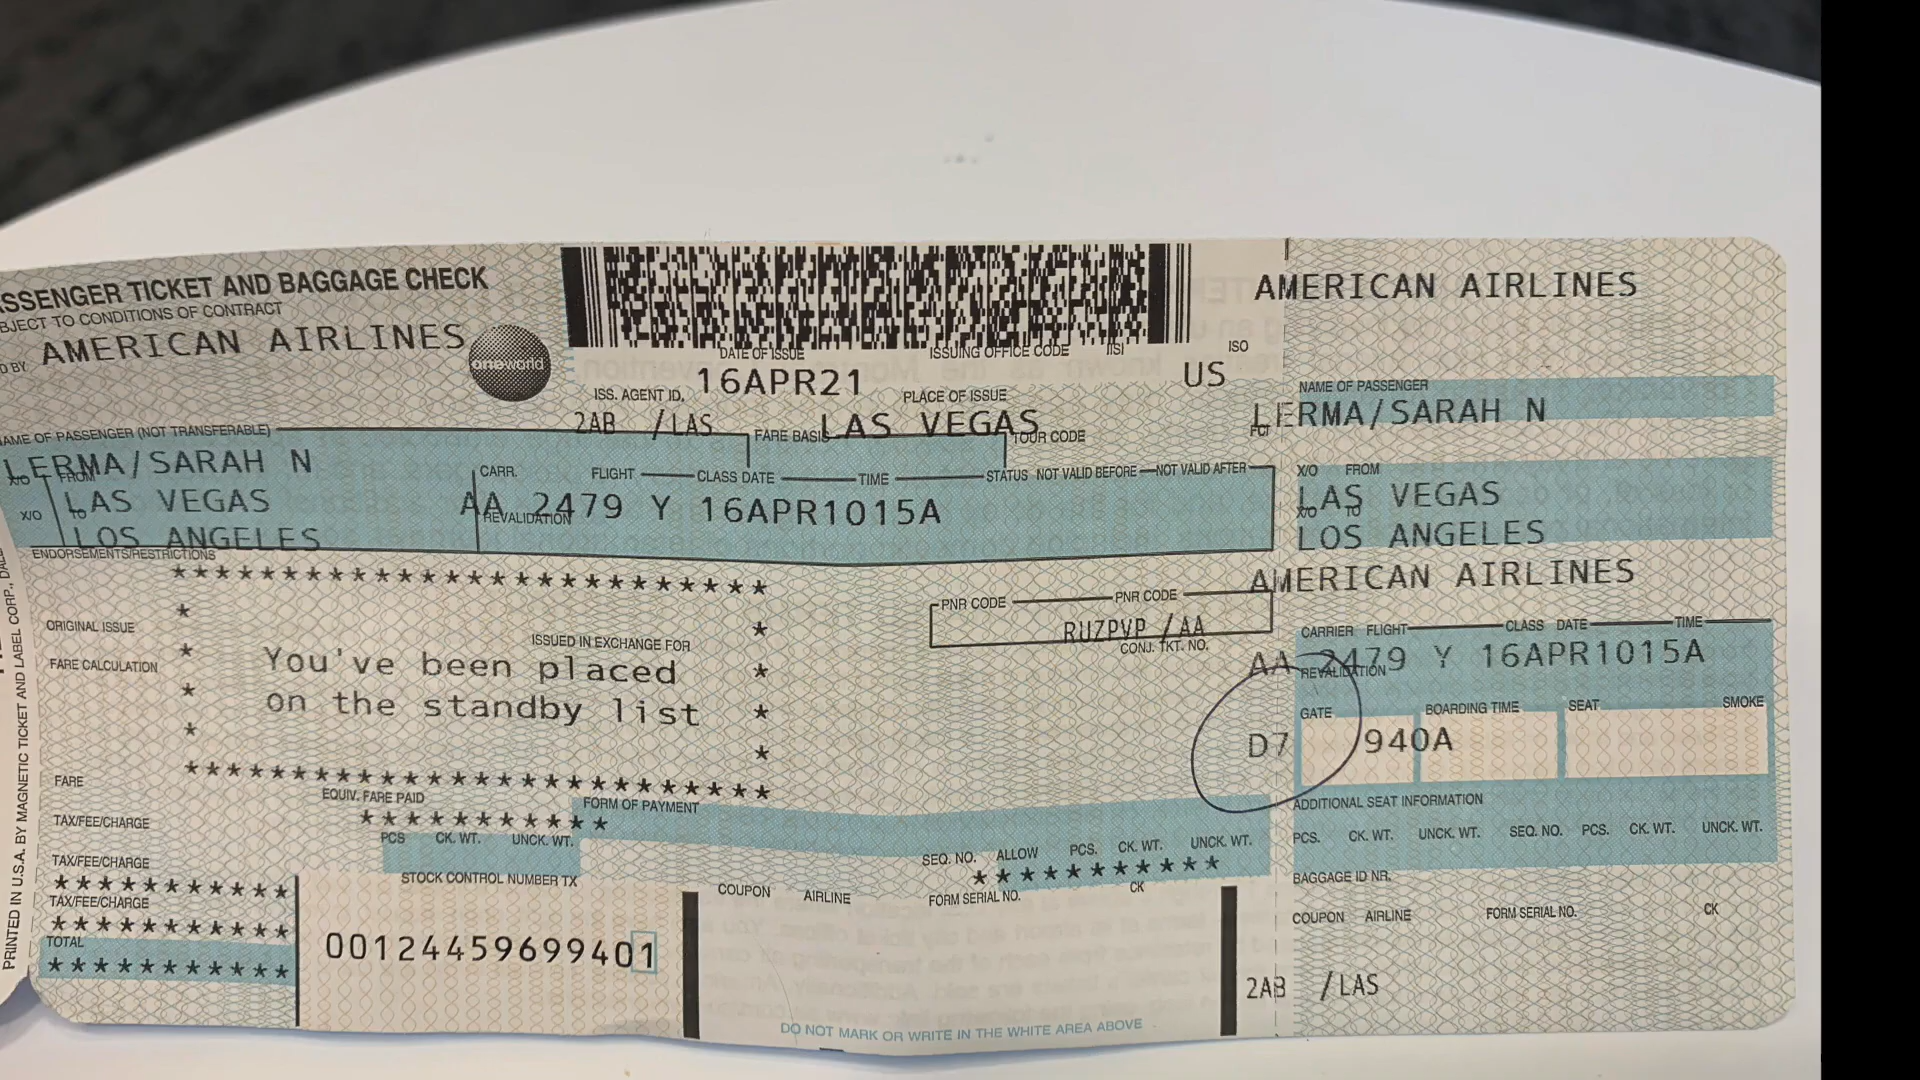 SSENGER TICKET AND BAGGAGE CHECK
BJECT TO CONDITIONS OF CONTRACT
D BY AMERICAN AIRLINES
oneworld
DATE OF ISSUE ISSUING OFFICE CODE ISO
16APR21 US
ISS. AGENT ID. PLACE OF ISSUE
2AB /LAS FARE BASIS LAS VEGAS TOUR CODE
NAME OF PASSENGER (NOT TRANSFERABLE)
LERMA/SARAH N
CARR. FLIGHT CLASS DATE TIME STATUS NOT VALID BEFORE NOT VALID AFTER
X/O FROM
LAS VEGAS AA 2479 Y 16APR1015A
X/O TO REVALIDATION
LOS ANGELES
ENDORSEMENTS/RESTRICTIONS
* * * * * * * * * * * * * * * * * * * * * * * * * * * *
PNR CODE PNR CODE
RUZPVP /AA
CONJ. TKT. NO.
ORIGINAL ISSUE
ISSUED IN EXCHANGE FOR
FARE CALCULATION
You've been placed
on the standby list
* * * * * * * * * * * * * * * * * * * * * * * * * * * *
FARE
EQUIV. FARE PAID FORM OF PAYMENT
TAX/FEE/CHARGE * * * * * * * * * * *
PCS CK. WT. UNCK. WT.
SEQ. NO. ALLOW PCS. CK. WT. UNCK. WT.
* * * * * * * * * * *
TAX/FEE/CHARGE
* * * * * * * * * * *
STOCK CONTROL NUMBER TX COUPON AIRLINE FORM SERIAL NO. CK
TAX/FEE/CHARGE
* * * * * * * * * * *
TOTAL
* * * * * * * * * * *
00124459699401
DO NOT MARK OR WRITE IN THE WHITE AREA ABOVE
PRINTED IN U.S.A. BY MAGNETIC TICKET AND LABEL CORP.,
AMERICAN AIRLINES
NAME OF PASSENGER
LERMA/SARAH N
X/O FROM
LAS VEGAS
X/O TO
LOS ANGELES
AMERICAN AIRLINES
CARRIER FLIGHT CLASS DATE TIME
AA 2479 Y 16APR1015A
REVALIDATION
GATE BOARDING TIME SEAT SMOKE
D7 940A
ADDITIONAL SEAT INFORMATION
PCS. CK. WT. UNCK. WT. SEQ. NO. PCS. CK. WT. UNCK. WT.
BAGGAGE ID NR.
COUPON AIRLINE FORM SERIAL NO. CK
2AB /LAS